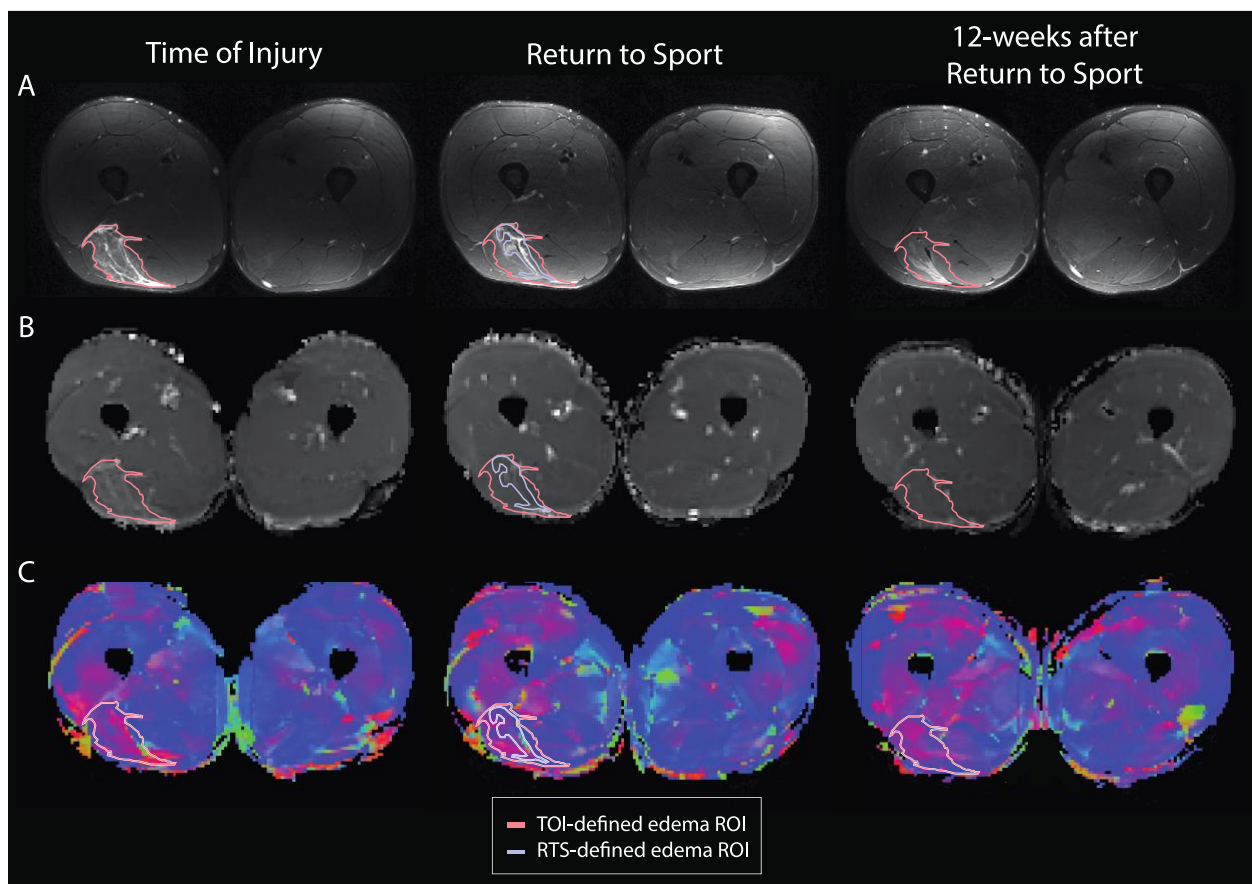 Time of Injury
Return to Sport
12-weeks after
Return to Sport
A
B
C
TOI-defined edema ROI
RTS-defined edema ROI